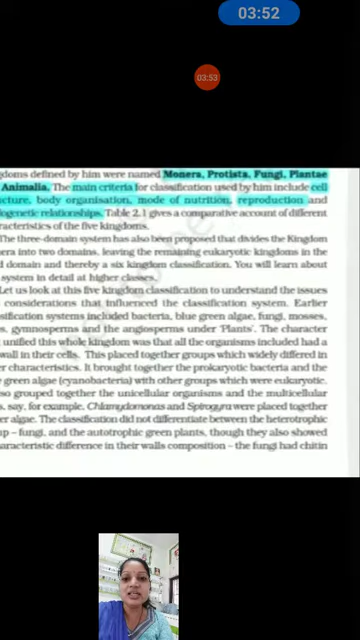 03:52
03:53
gdoms defined by him were named Monera, Protista, Fungi, Plantae
Animalia. The main criteria for classification used by him include cell
ucture, body organisation, mode of nutrition, reproduction and
logenetic relationships. Table 2.1 gives a comparative account of different
aracteristics of the five kingdoms.
The three-domain system has also been proposed that divides the Kingdom
era into two domains, leaving the remaining eukaryotic kingdoms in the
d domain and thereby a six kingdom classification. You will learn about
system in detail at higher classes.
Let us look at this five kingdom classification to understand the issues
considerations that influenced the classification system. Earlier
sification systems included bacteria, blue green algae, fungi, mosses,
s, gymnosperms and the angiosperms under 'Plants'. The character
unified this whole kingdom was that all the organisms included had a
wall in their cells. This placed together groups which widely differed in
er characteristics. It brought together the prokaryotic bacteria and the
e green algae (cyanobacteria) with other groups which were eukaryotic.
so grouped together the unicellular organisms and the multicellular
s, say, for example, Chlamydomonas and Spirogyra were placed together
er algae. The classification did not differentiate between the heterotrophic
up – fungi, and the autotrophic green plants, though they also showed
aracteristic difference in their walls composition – the fungi had chitin